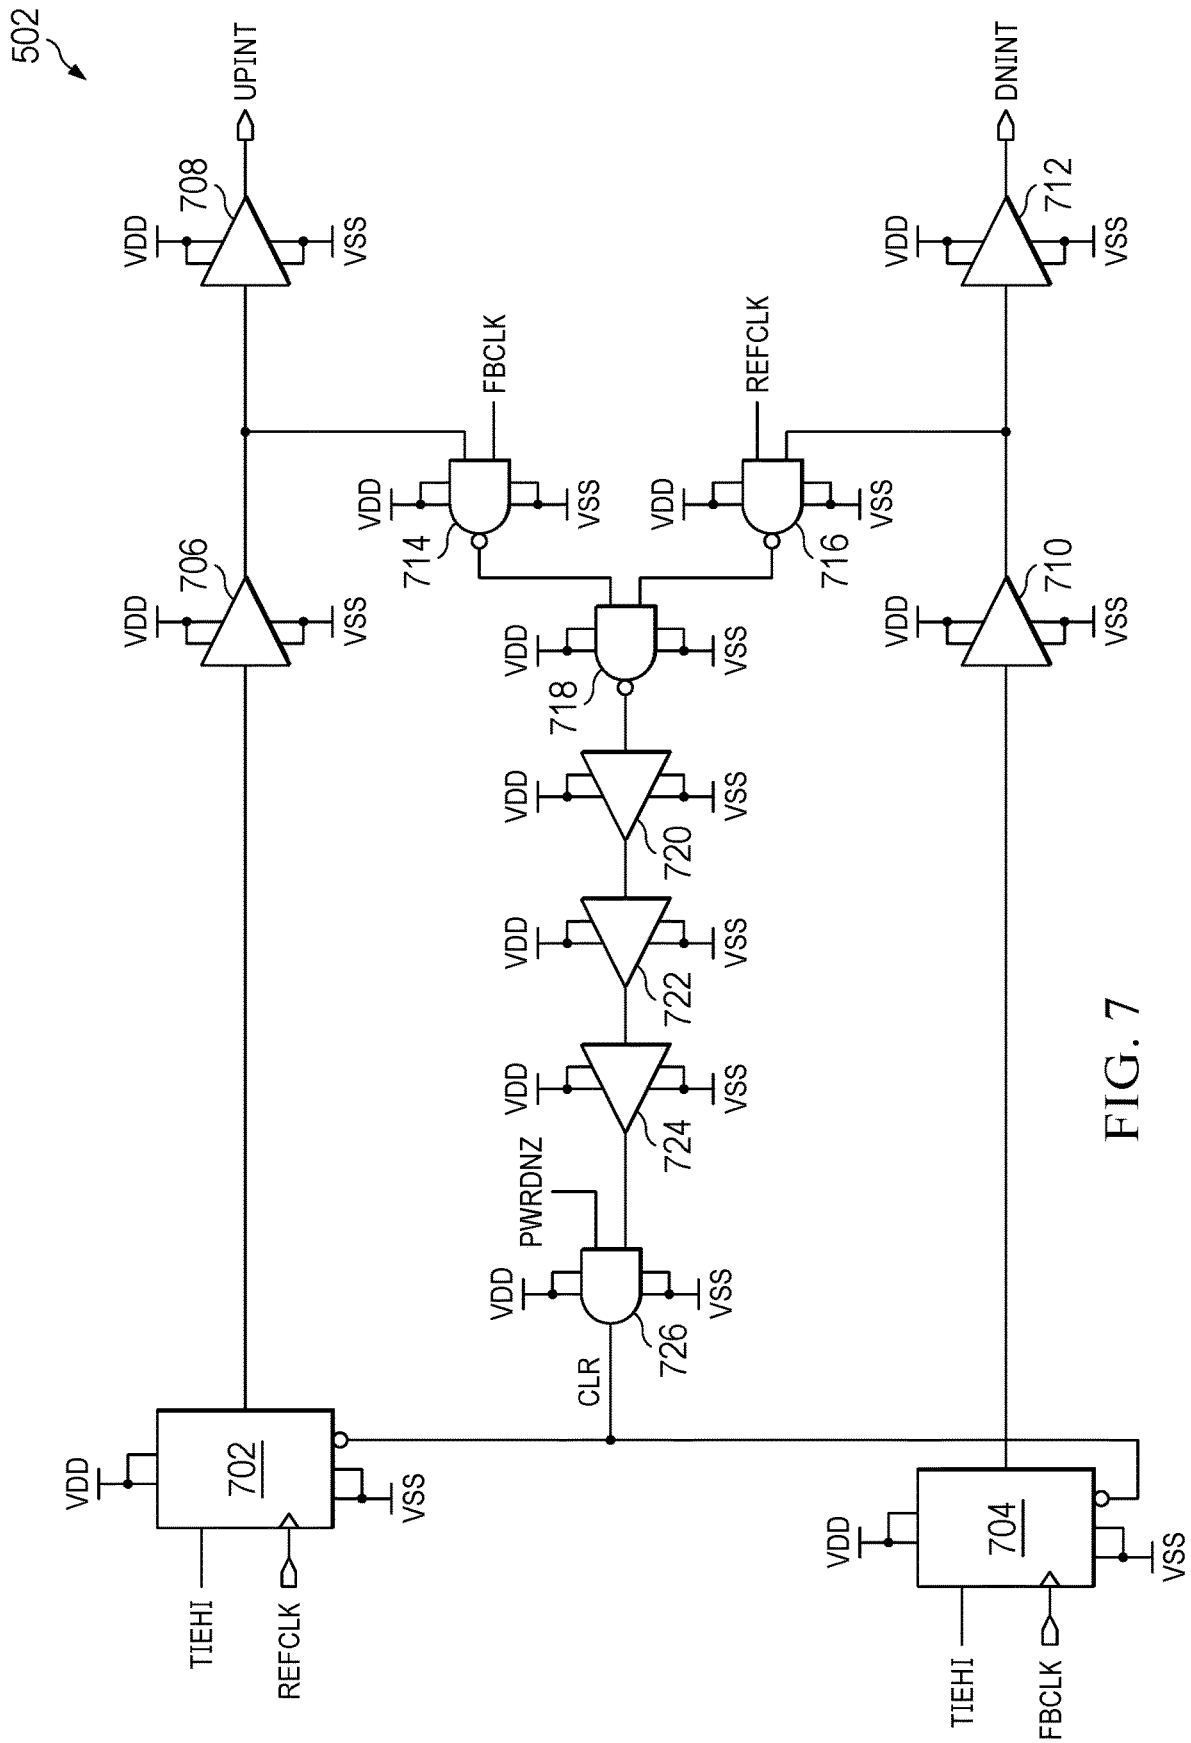 502
VDD
708
UPINT
VSS
VDD
706
VSS
VDD
702
VSS
TIEHI
REFCLK
FBCLK
VDD
714
VSS
REFCLK
VDD
716
VSS
VDD
718
VSS
VDD
720
VSS
VDD
722
VSS
VDD
724
VSS
PWRDNZ
VDD
726
VSS
CLR
VDD
712
DNINT
VSS
VDD
710
VSS
VDD
704
VSS
TIEHI
FBCLK
FIG. 7